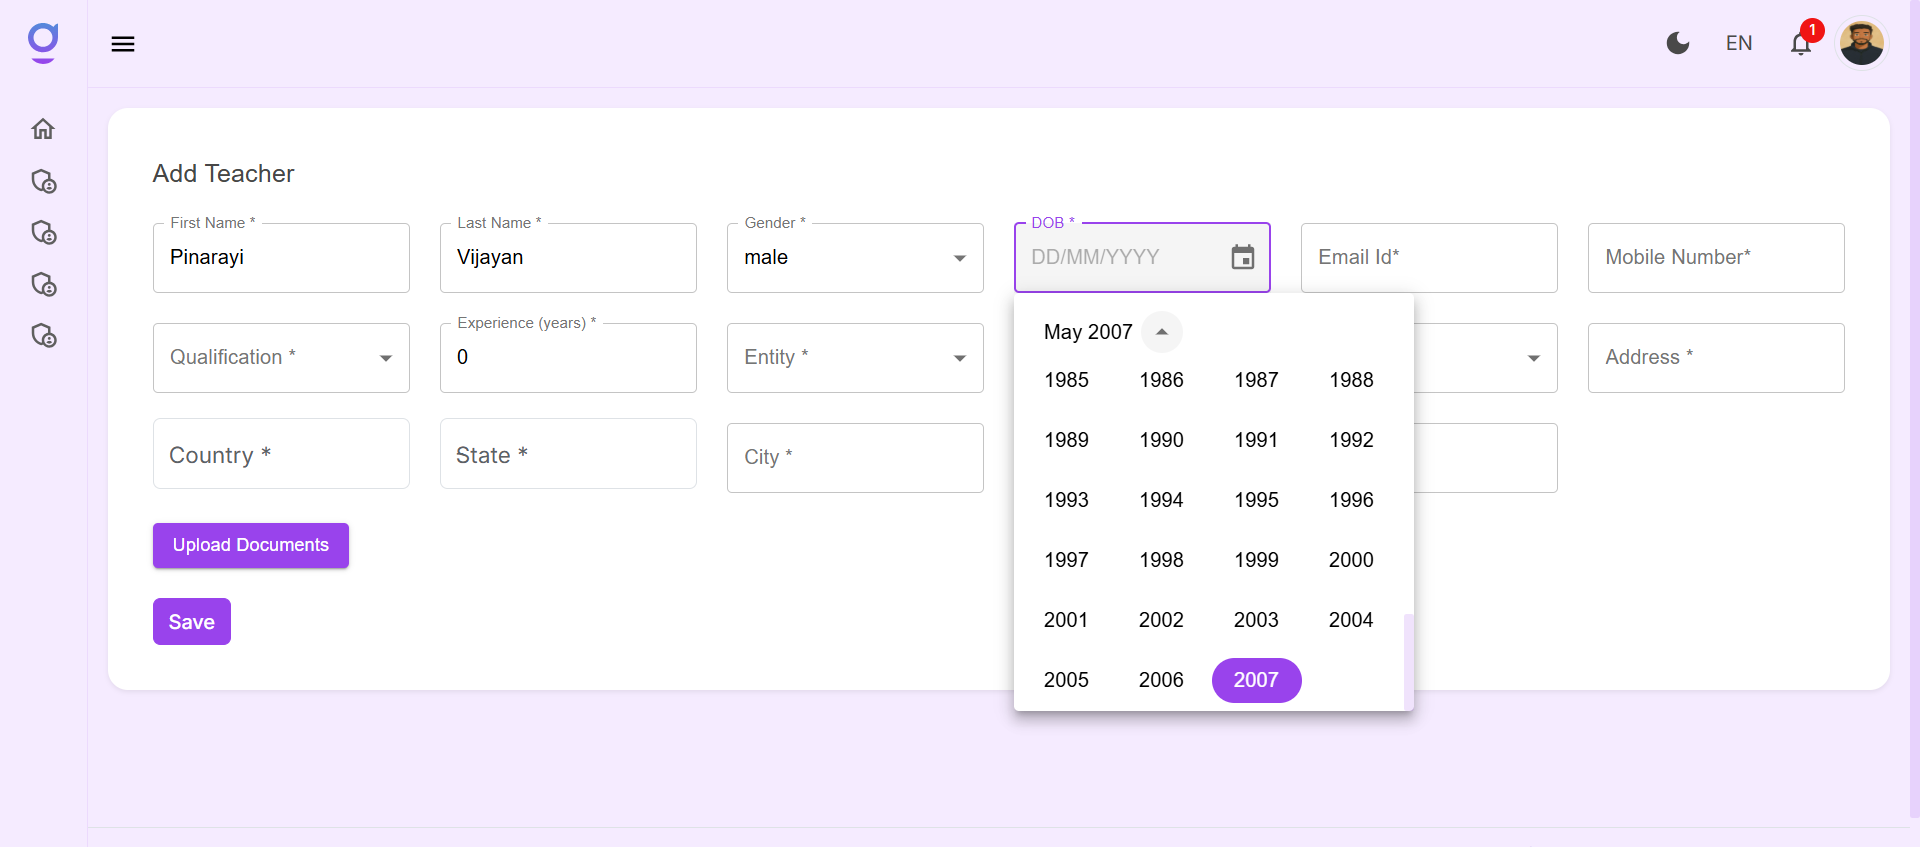 EN
1
Add Teacher
First Name *
Pinarayi
Last Name *
Vijayan
Gender *
male
DOB *
DD/MM/YYYY
Email Id*
Mobile Number*
Qualification *
Experience (years) *
0
Entity *
Address *
Country *
State *
City *
May 2007
1985 1986 1987 1988
1989 1990 1991 1992
1993 1994 1995 1996
1997 1998 1999 2000
2001 2002 2003 2004
2005 2006 2007
Upload Documents
Save